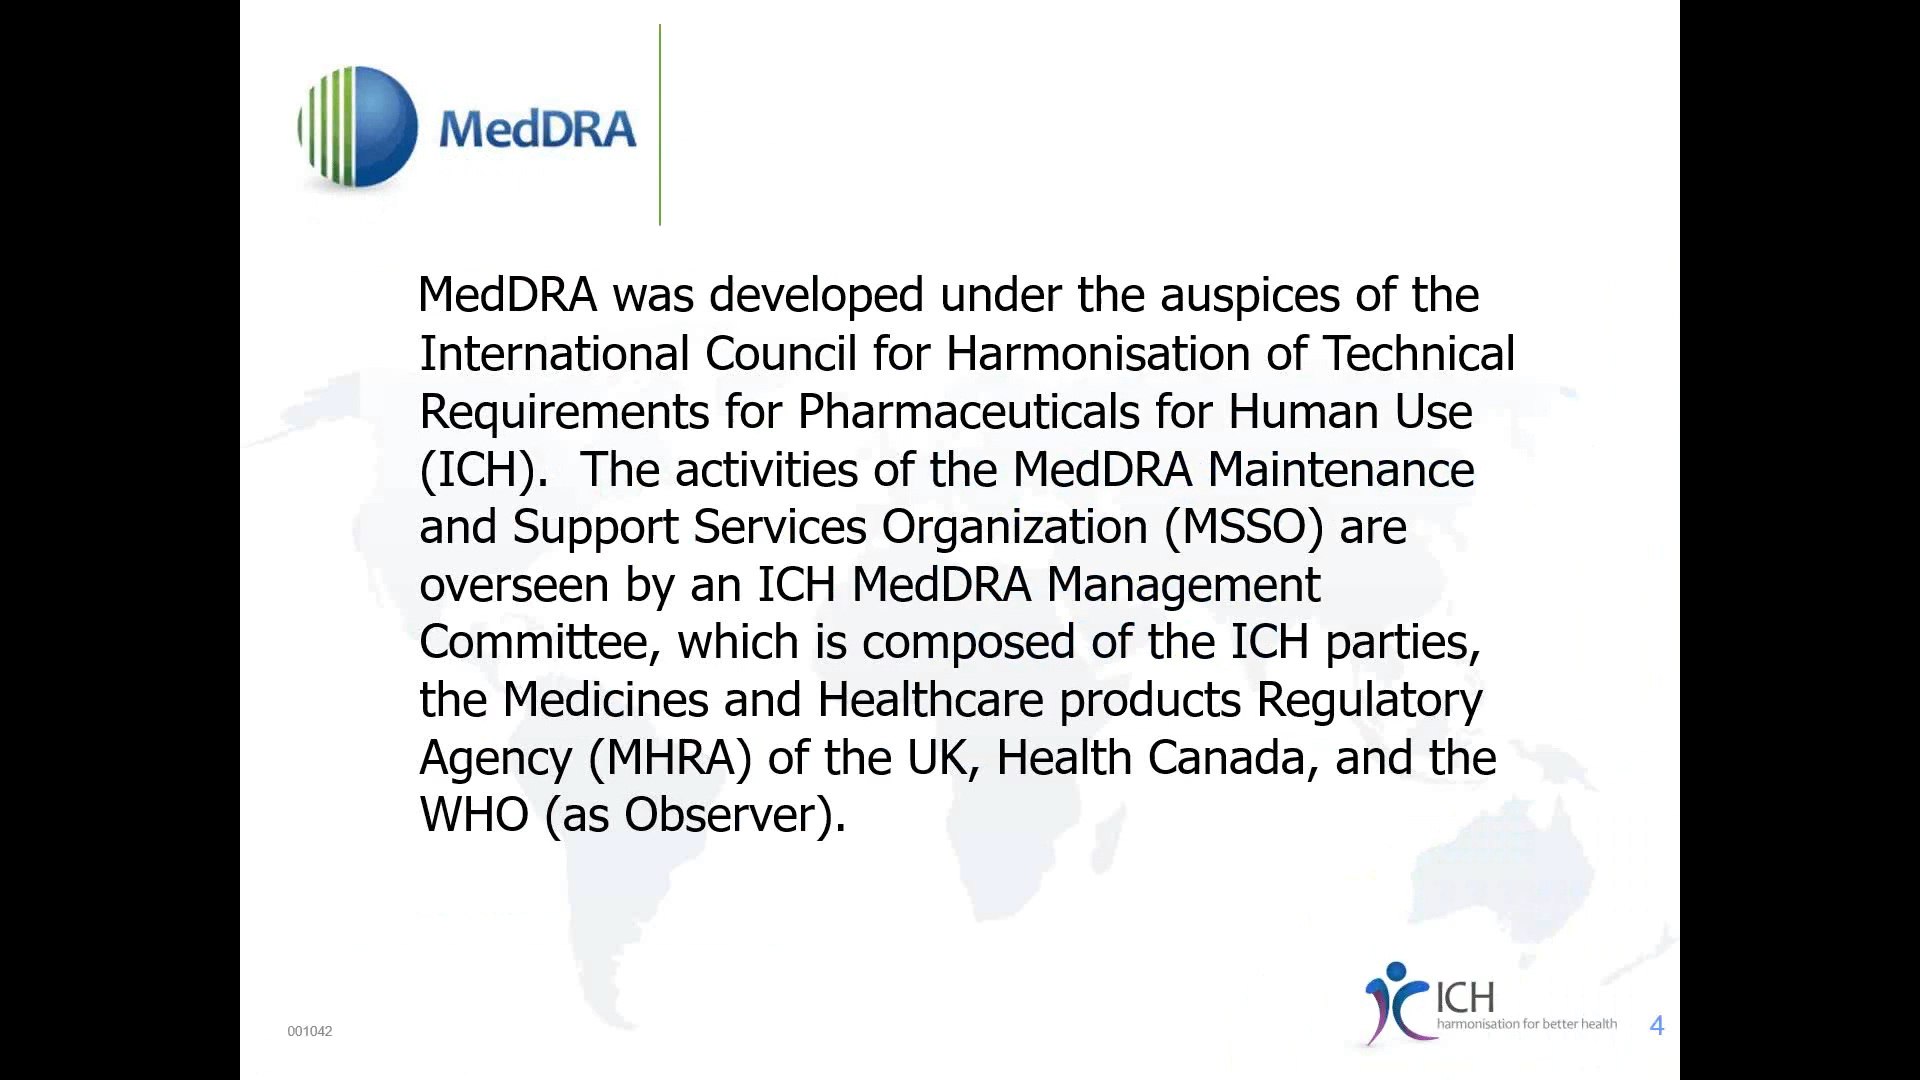 MedDRA
MedDRA was developed under the auspices of the
International Council for Harmonisation of Technical
Requirements for Pharmaceuticals for Human Use
(ICH).  The activities of the MedDRA Maintenance
and Support Services Organization (MSSO) are
overseen by an ICH MedDRA Management
Committee, which is composed of the ICH parties,
the Medicines and Healthcare products Regulatory
Agency (MHRA) of the UK, Health Canada, and the
WHO (as Observer).
ICH
harmonisation for better health
001042
4